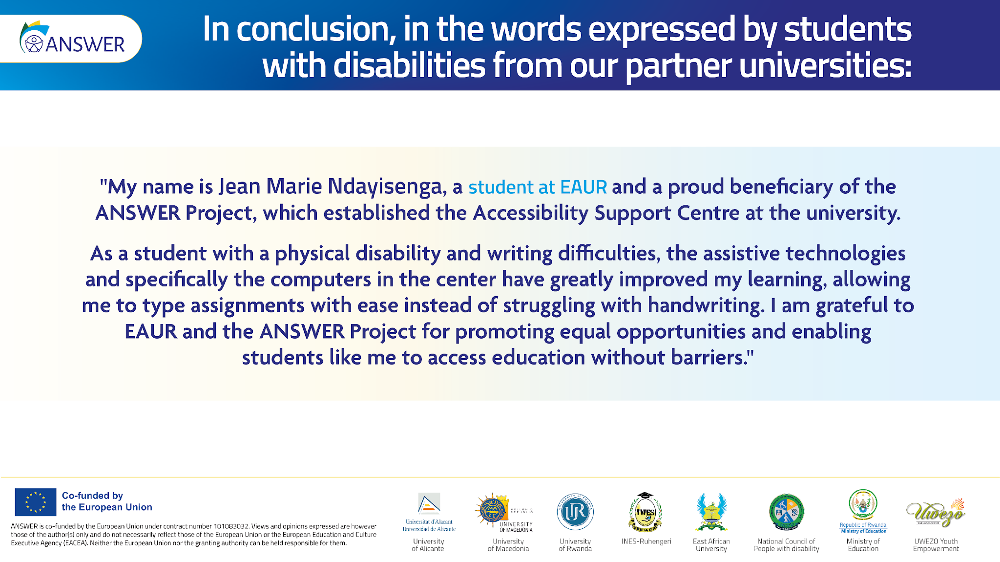 ANSWER
In conclusion, in the words expressed by students
with disabilities from our partner universities:
"My name is Jean Marie Ndayisenga, a student at EAUR and a proud beneficiary of the
ANSWER Project, which established the Accessibility Support Centre at the university.
As a student with a physical disability and writing difficulties, the assistive technologies
and specifically the computers in the center have greatly improved my learning, allowing
me to type assignments with ease instead of struggling with handwriting. I am grateful to
EAUR and the ANSWER Project for promoting equal opportunities and enabling
students like me to access education without barriers."
Co-funded by
the European Union
ANSWER is co-funded by the European Union under contract number 101083032. Views and opinions expressed are however
those of the author(s) only and do not necessarily reflect those of the European Union or the European Education and Culture
Executive Agency (EACEA). Neither the European Union nor the granting authority can be held responsible for them.
Universitat d'Alacant
Universidad de Alicante
University
of Alicante
HELLENIC
REPUBLIC
UNIVERSITY
OF MACEDONIA
University
of Macedonia
UNIVERSITY OF RWANDA
UR
University
of Rwanda
INES
INES-Ruhengeri
East African
University
National Council of
People with disability
Republic of Rwanda
Ministry of Education
Ministry of
Education
Uwezo
Youth Empowerment
UWEZO Youth
Empowerment